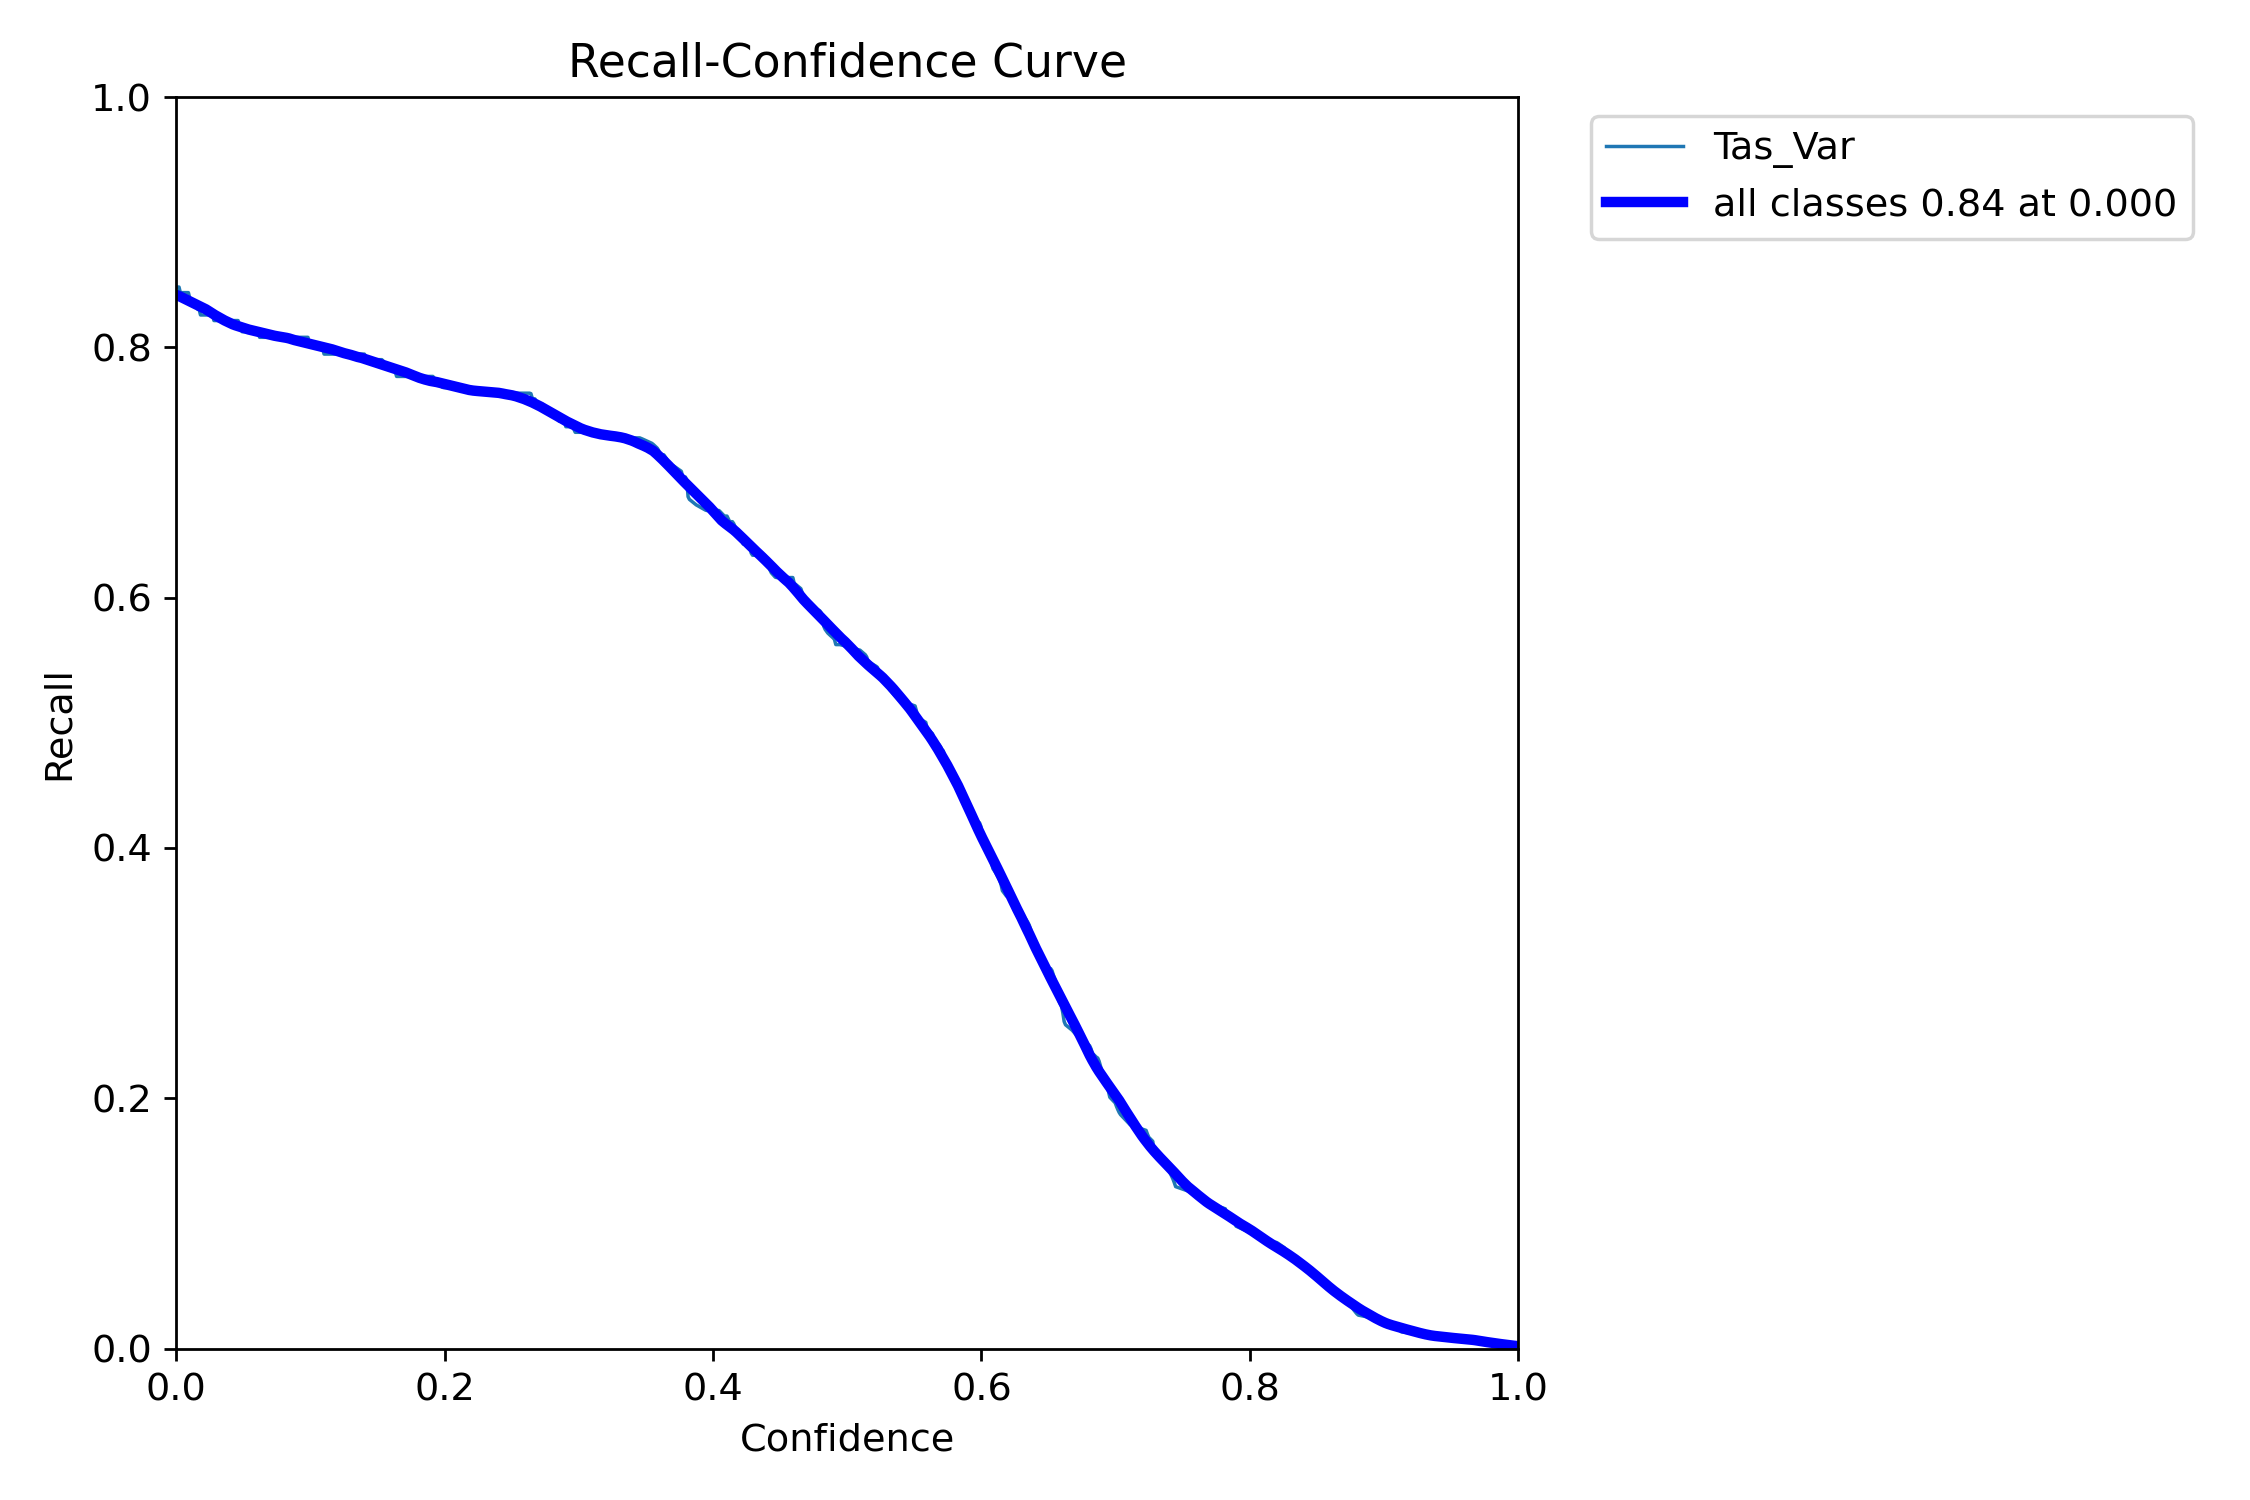 Recall-Confidence Curve
1.0
0.8
0.6
0.4
0.2
0.0
Recall
0.0 0.2 0.4 0.6 0.8 1.0
Confidence
Tas_Var
all classes 0.84 at 0.000